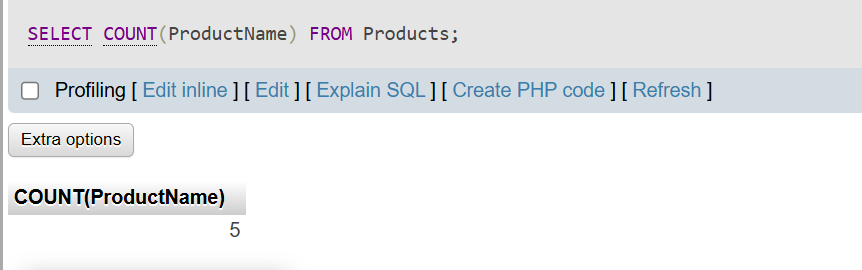 SELECT COUNT(ProductName) FROM Products;
Profiling [ Edit inline ] [ Edit ] [ Explain SQL ] [ Create PHP code ] [ Refresh ]
Extra options
COUNT(ProductName)
5